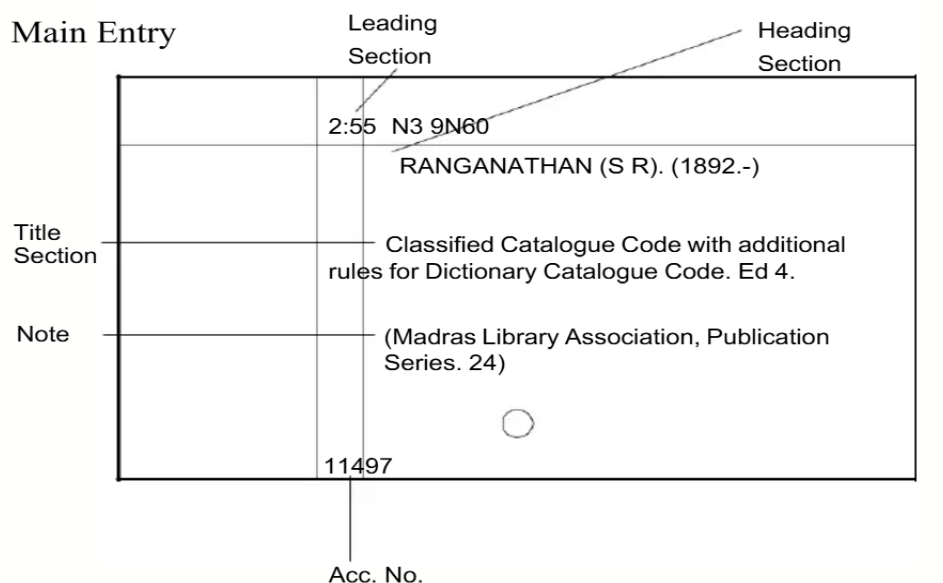 Main Entry
Leading
Section
Heading
Section
2:55 N3 9N60
RANGANATHAN (S R). (1892.-)
Title
Section
Classified Catalogue Code with additional
rules for Dictionary Catalogue Code. Ed 4.
Note
(Madras Library Association, Publication
Series. 24)
11497
Acc. No.